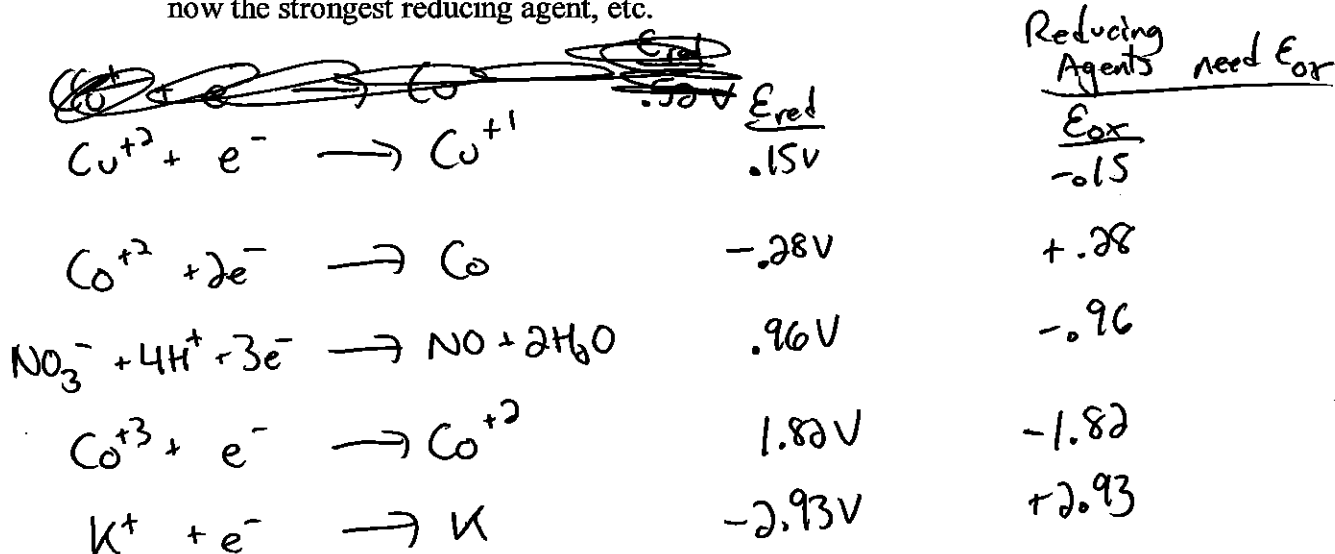 now the strongest reducing agent, etc.
Reducing
Agents need Eox
Ered Eox
Cu+2 + e- → Cu+1 .15V -.15
Co+2 + 2e- → Co -.28V +.28
NO3- + 4H+ + 3e- → NO + 2H2O .96V -.96
Co+3 + e- → Co+2 1.82V -1.82
K+ + e- → K -2.93V +2.93